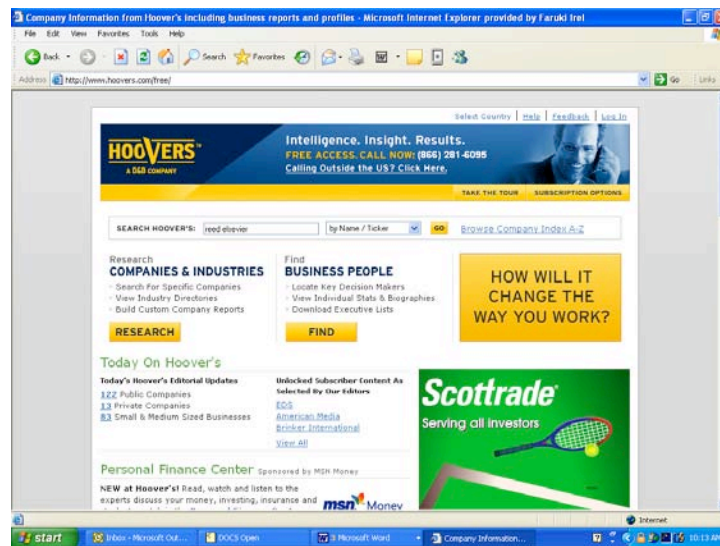 Company Information from Hoover's including business reports and profiles - Microsoft Internet Explorer provided by Faruki Irel
File Edit View Favorites Tools Help
Back Search Favorites
Address http://www.hoovers.com/free/ Go Links
Select Country | Help | Feedback | Log In
HOOVERS™
A D&B COMPANY
Intelligence. Insight. Results.
FREE ACCESS. CALL NOW: (866) 281-6095
Calling Outside the US? Click Here.
TAKE THE TOUR SUBSCRIPTION OPTIONS
SEARCH HOOVER'S: reed elsevier by Name / Ticker GO Browse Company Index A-Z
Research
COMPANIES & INDUSTRIES
Search For Specific Companies
View Industry Directories
Build Custom Company Reports
RESEARCH
Find
BUSINESS PEOPLE
Locate Key Decision Makers
View Individual Stats & Biographies
Download Executive Lists
FIND
HOW WILL IT
CHANGE THE
WAY YOU WORK?
Today On Hoover's
Today's Hoover's Editorial Updates
122 Public Companies
13 Private Companies
83 Small & Medium Sized Businesses
Unlocked Subscriber Content As
Selected By Our Editors
EDS
American Media
Brinker International
View All
Scottrade
Serving all investors
Personal Finance Center Sponsored by MSN Money
NEW at Hoover's! Read, watch and listen to the
experts discuss your money, investing, insurance and
msn Money
Internet
start Inbox - Microsoft Out... DOCS Open 3 Microsoft Word Company Information... 10:13 AM